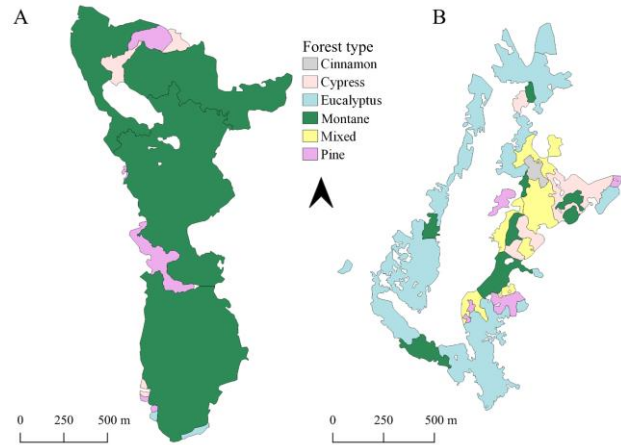 A
B
Forest type
Cinnamon
Cypress
Eucalyptus
Montane
Mixed
Pine
0 250 500 m
0 250 500 m